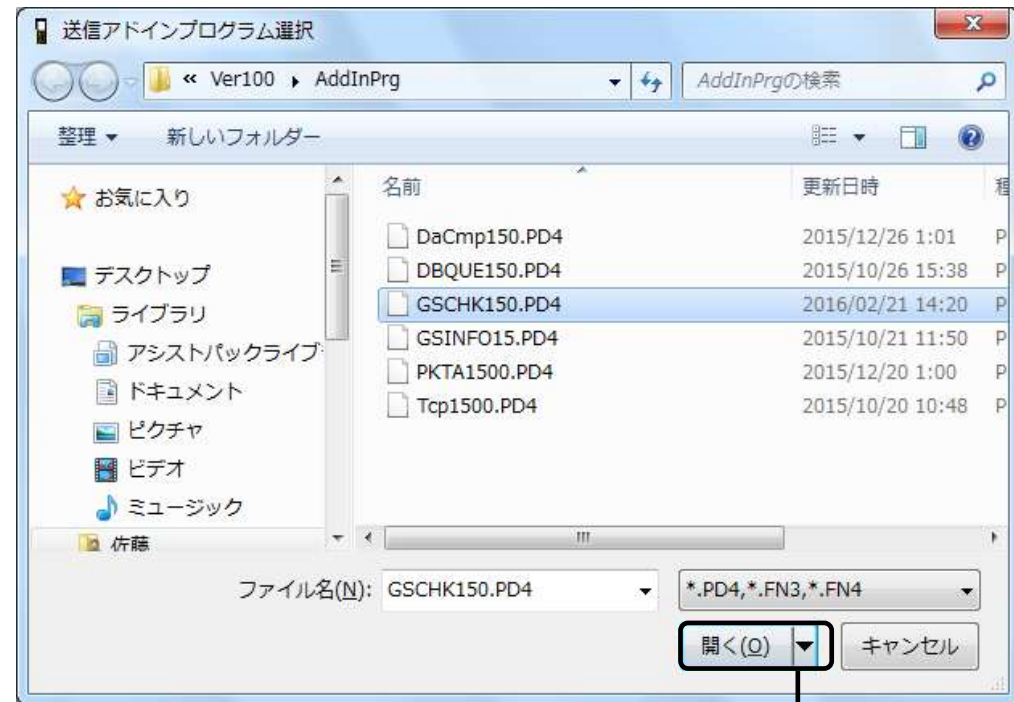 送信アドインプログラム選択
« Ver100 AddInPrg
AddInPrgの検索
整理 新しいフォルダー
名前 更新日時 種
お気に入り
デスクトップ
ライブラリ
アシストパックライブ
ドキュメント
ピクチャ
ビデオ
ミュージック
佐藤
DaCmp150.PD4 2015/12/26 1:01 P
DBQUE150.PD4 2015/10/26 15:38 P
GSCHK150.PD4 2016/02/21 14:20 P
GSINFO15.PD4 2015/10/21 11:50 P
PKTA1500.PD4 2015/12/20 1:00 P
Tcp1500.PD4 2015/10/20 10:48 P
ファイル名(N): GSCHK150.PD4 *.PD4,*.FN3,*.FN4
開く(O) キャンセル